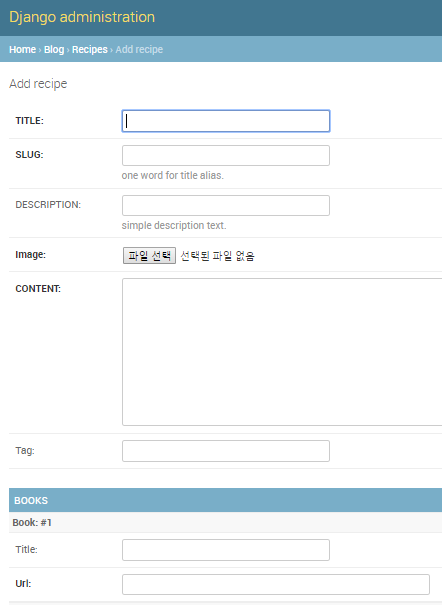 Django administration
Home › Blog › Recipes › Add recipe
Add recipe
TITLE:
SLUG:
one word for title alias.
DESCRIPTION:
simple description text.
Image: 파일 선택 선택된 파일 없음
CONTENT:
Tag:
BOOKS
Book: #1
Title:
Url: